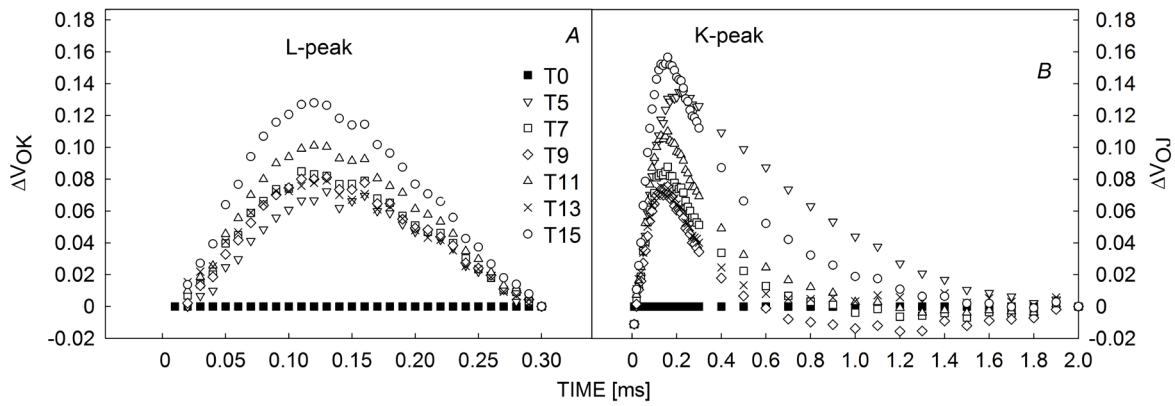 0.18
0.16
0.14
0.12
0.10
0.08
0.06
0.04
0.02
0
-0.02
ΔV_OK
L-peak
A
T0
T5
T7
T9
T11
T13
T15
0 0.05 0.10 0.15 0.20 0.25 0.30
K-peak
B
0 0.2 0.4 0.6 0.8 1.0 1.2 1.4 1.6 1.8 2.0
0.18
0.16
0.14
0.12
0.10
0.08
0.06
0.04
0.02
0
-0.02
ΔV_OJ
TIME [ms]